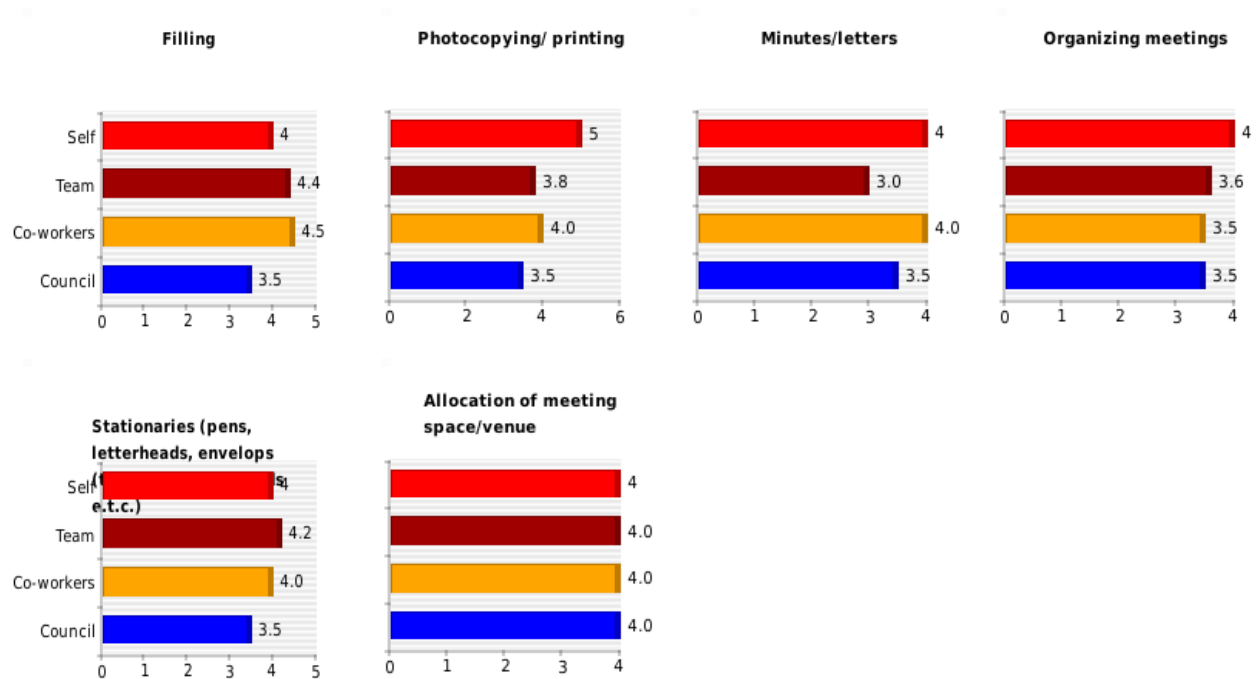 Filling
Self 4
Team 4.4
Co-workers 4.5
Council 3.5
0 1 2 3 4 5
Photocopying/ printing
5
3.8
4.0
3.5
0 2 4 6
Minutes/letters
4
3.0
4.0
3.5
0 1 2 3 4
Organizing meetings
4
3.6
3.5
3.5
0 1 2 3 4
Stationaries (pens,
letterheads, envelops
e.t.c.)
Self 4
Team 4.2
Co-workers 4.0
Council 3.5
0 1 2 3 4 5
Allocation of meeting
space/venue
4
4.0
4.0
4.0
0 1 2 3 4